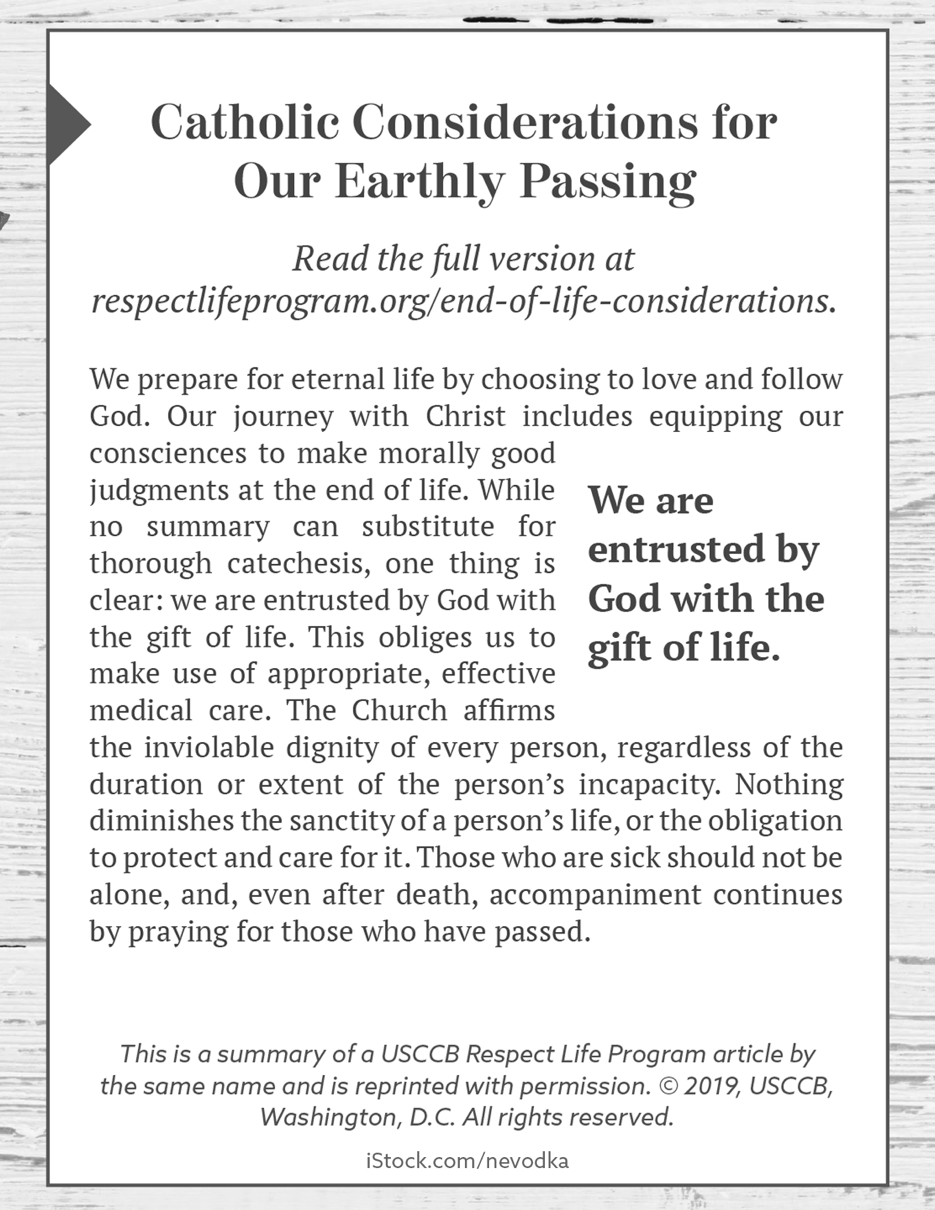 Catholic Considerations for
Our Earthly Passing
Read the full version at
respectlifeprogram.org/end-of-life-considerations.
We prepare for eternal life by choosing to love and follow
God. Our journey with Christ includes equipping our
consciences to make morally good
judgments at the end of life. While
no summary can substitute for
thorough catechesis, one thing is
clear: we are entrusted by God with
the gift of life. This obliges us to
make use of appropriate, effective
medical care. The Church affirms
the inviolable dignity of every person, regardless of the
duration or extent of the person’s incapacity. Nothing
diminishes the sanctity of a person’s life, or the obligation
to protect and care for it. Those who are sick should not be
alone, and, even after death, accompaniment continues
by praying for those who have passed.
We are
entrusted by
God with the
gift of life.
This is a summary of a USCCB Respect Life Program article by
the same name and is reprinted with permission. © 2019, USCCB,
Washington, D.C. All rights reserved.
iStock.com/nevodka